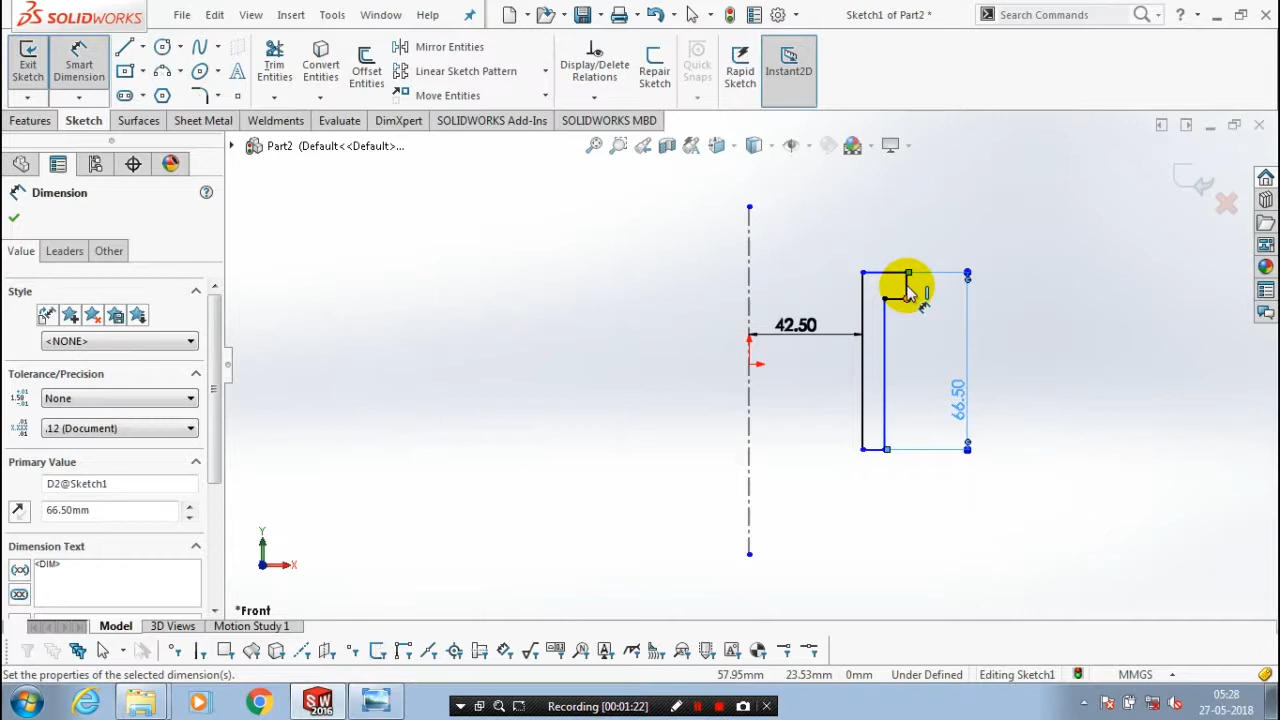 SOLIDWORKS File Edit View Insert Tools Window Help Sketch1 of Part2 * Search Commands
Exit Sketch
Smart Dimension
Trim Entities
Convert Entities
Offset Entities
Mirror Entities
Linear Sketch Pattern
Move Entities
Display/Delete Relations
Repair Sketch
Quick Snaps
Rapid Sketch
Instant2D
Features Sketch Surfaces Sheet Metal Weldments Evaluate DimXpert SOLIDWORKS Add-Ins SOLIDWORKS MBD
Part2 (Default<<Default>...
Dimension
Value Leaders Other
Style
<NONE>
Tolerance/Precision
None
.12 (Document)
Primary Value
D2@Sketch1
66.50mm
Dimension Text
<DIM>
42.50
66.50
Y
X
*Front
Model 3D Views Motion Study 1
Set the properties of the selected dimension(s). 57.95mm 23.53mm 0mm Under Defined Editing Sketch1 MMGS
SW
2016
Recording [00:01:22]
05:28
27-05-2018